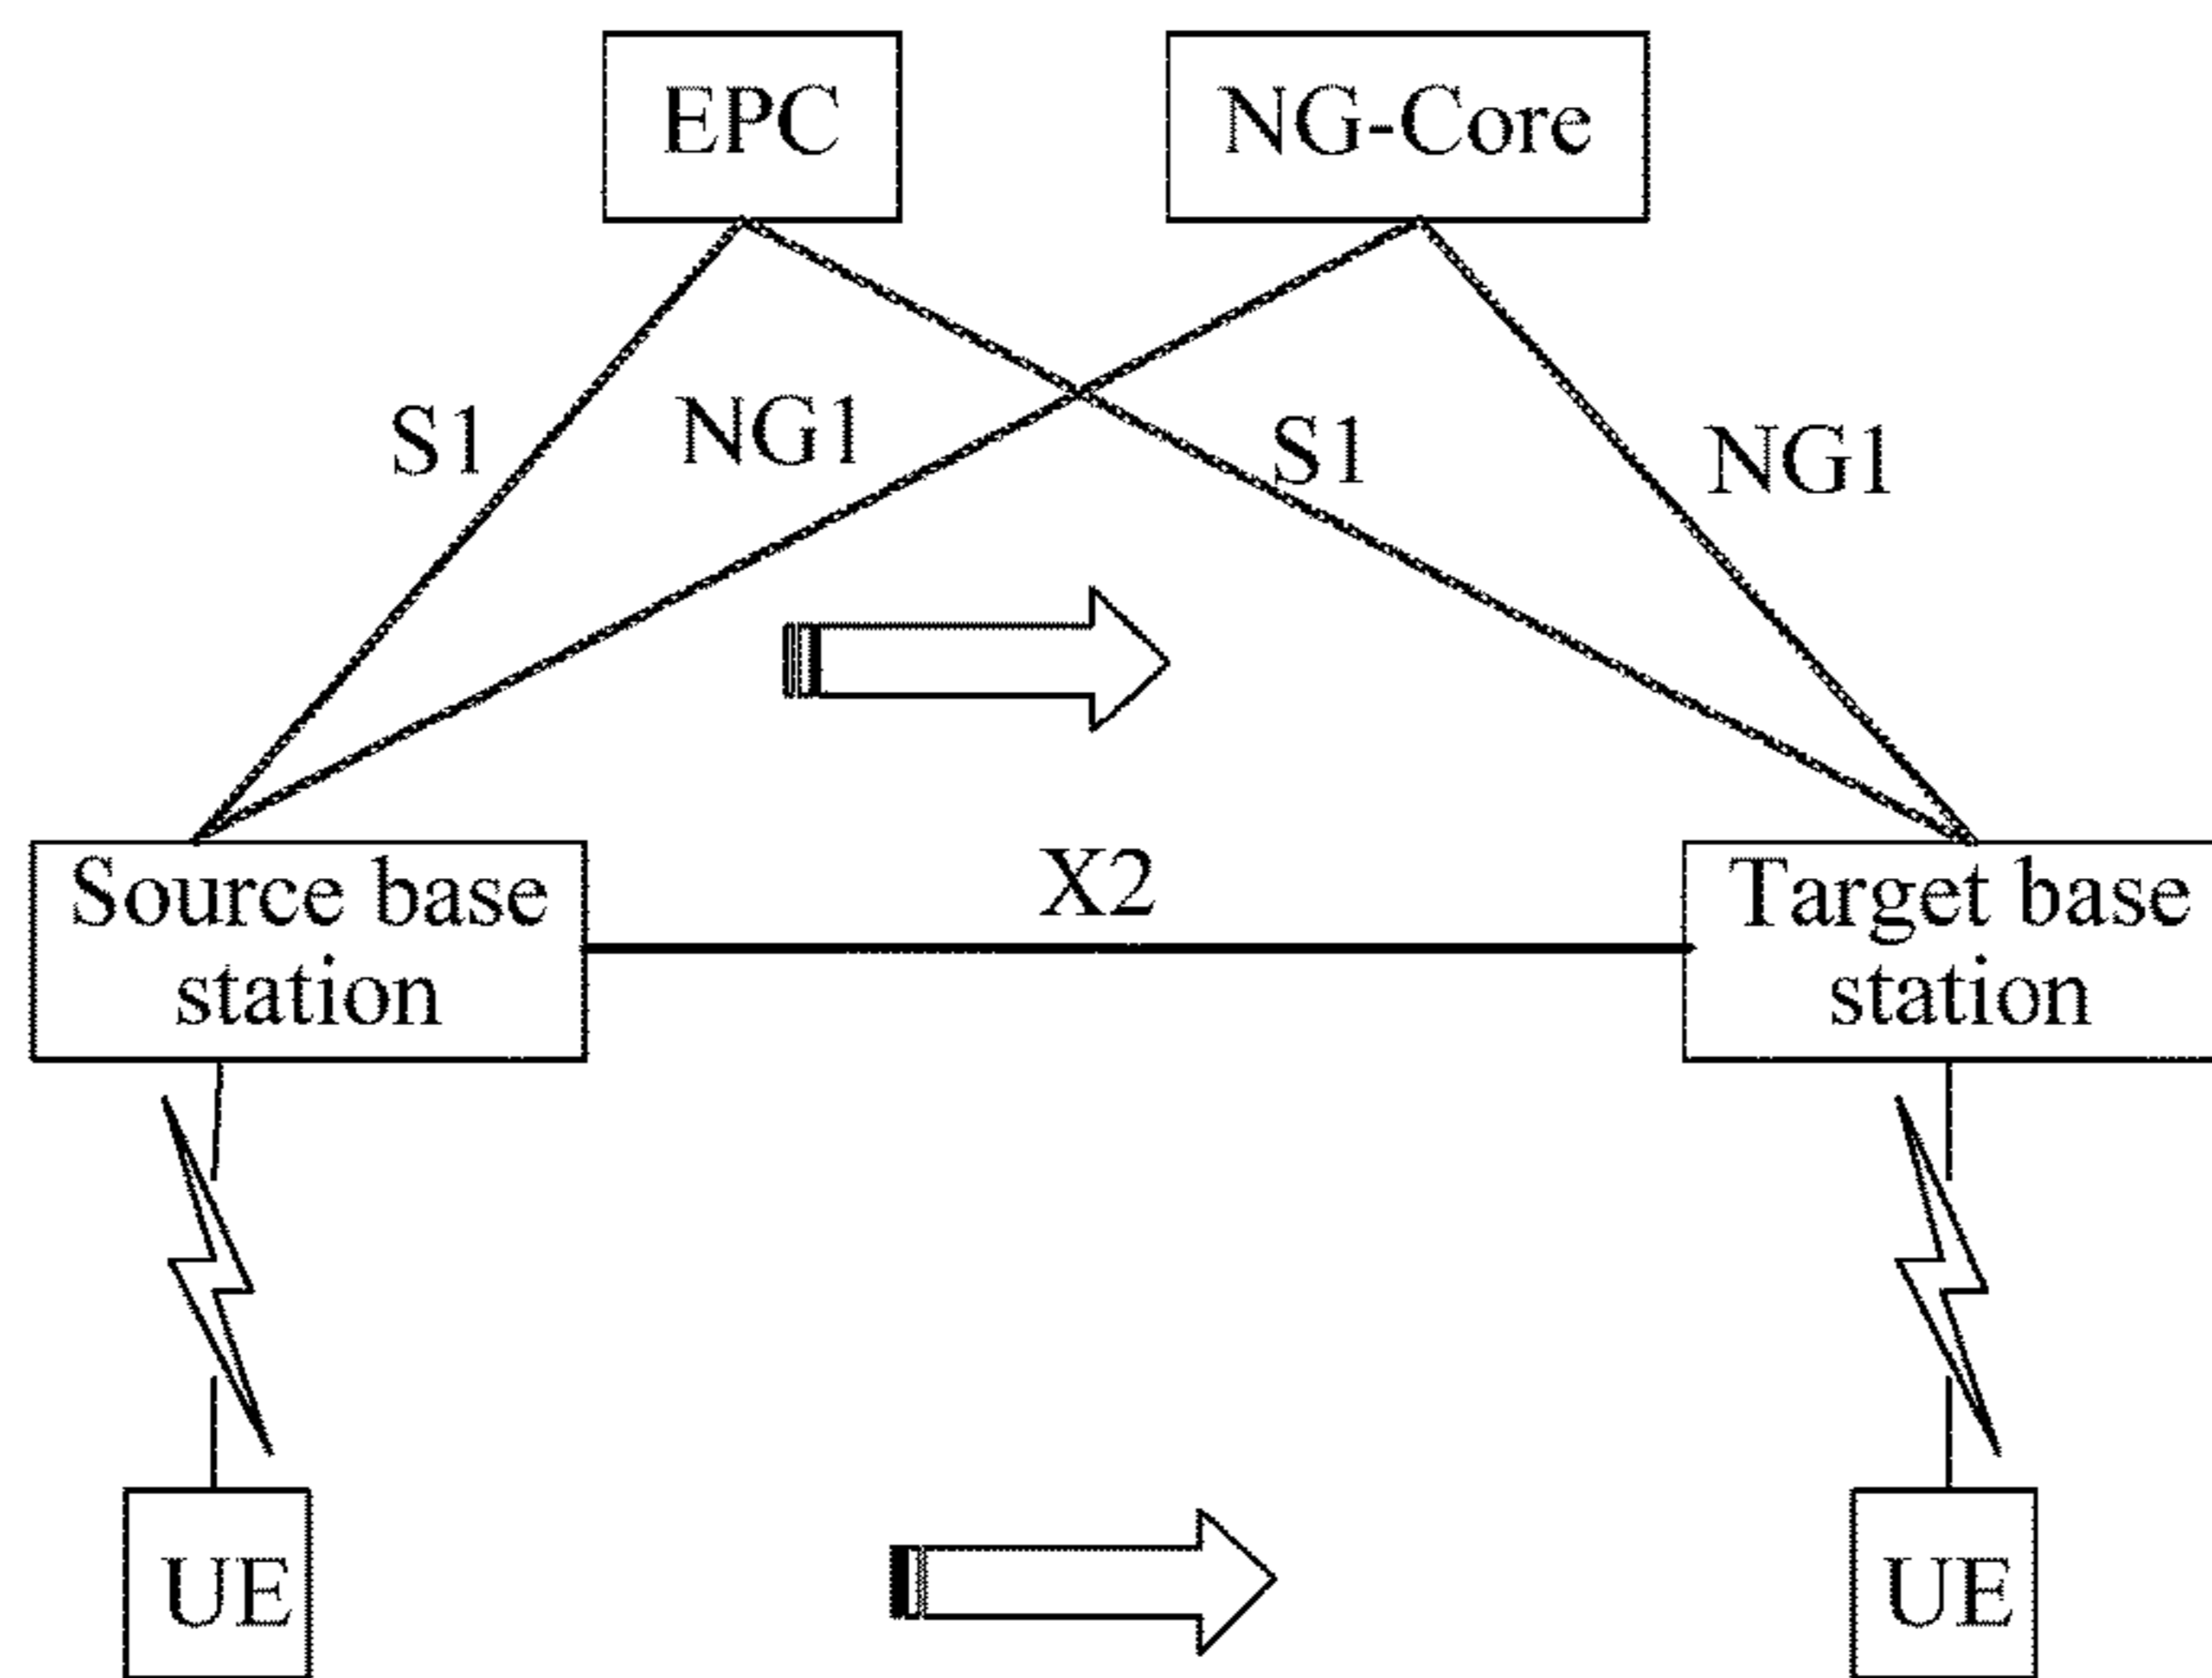 EPC
NG-Core
S1
NG1
S1
NG1
Source base
station
X2
Target base
station
UE
UE